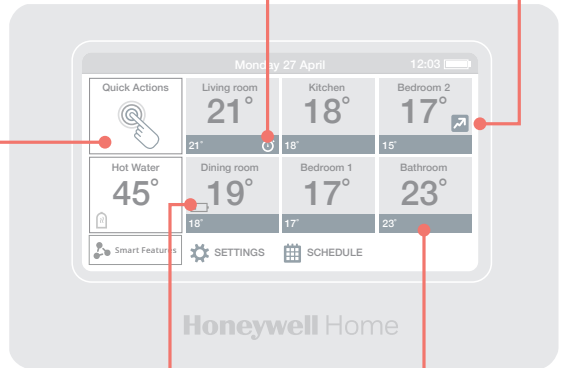 Monday 27 April 12:03
Quick Actions
Living room
21°
21°
Kitchen
18°
18°
Bedroom 2
17°
15°
Hot Water
45°
Dining room
19°
18°
Bedroom 1
17°
17°
Bathroom
23°
23°
Smart Features
SETTINGS
SCHEDULE
Honeywell Home